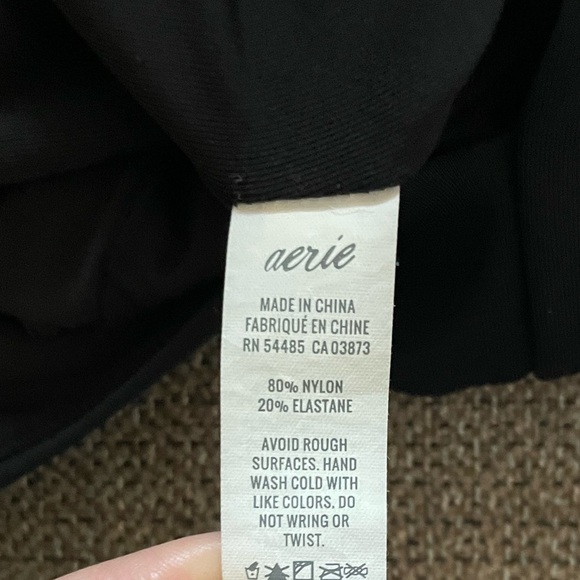 aerie
MADE IN CHINA
FABRIQUÉ EN CHINE
RN 54485 CA 03873
80% NYLON
20% ELASTANE
AVOID ROUGH
SURFACES. HAND
WASH COLD WITH
LIKE COLORS. DO
NOT WRING OR
TWIST.